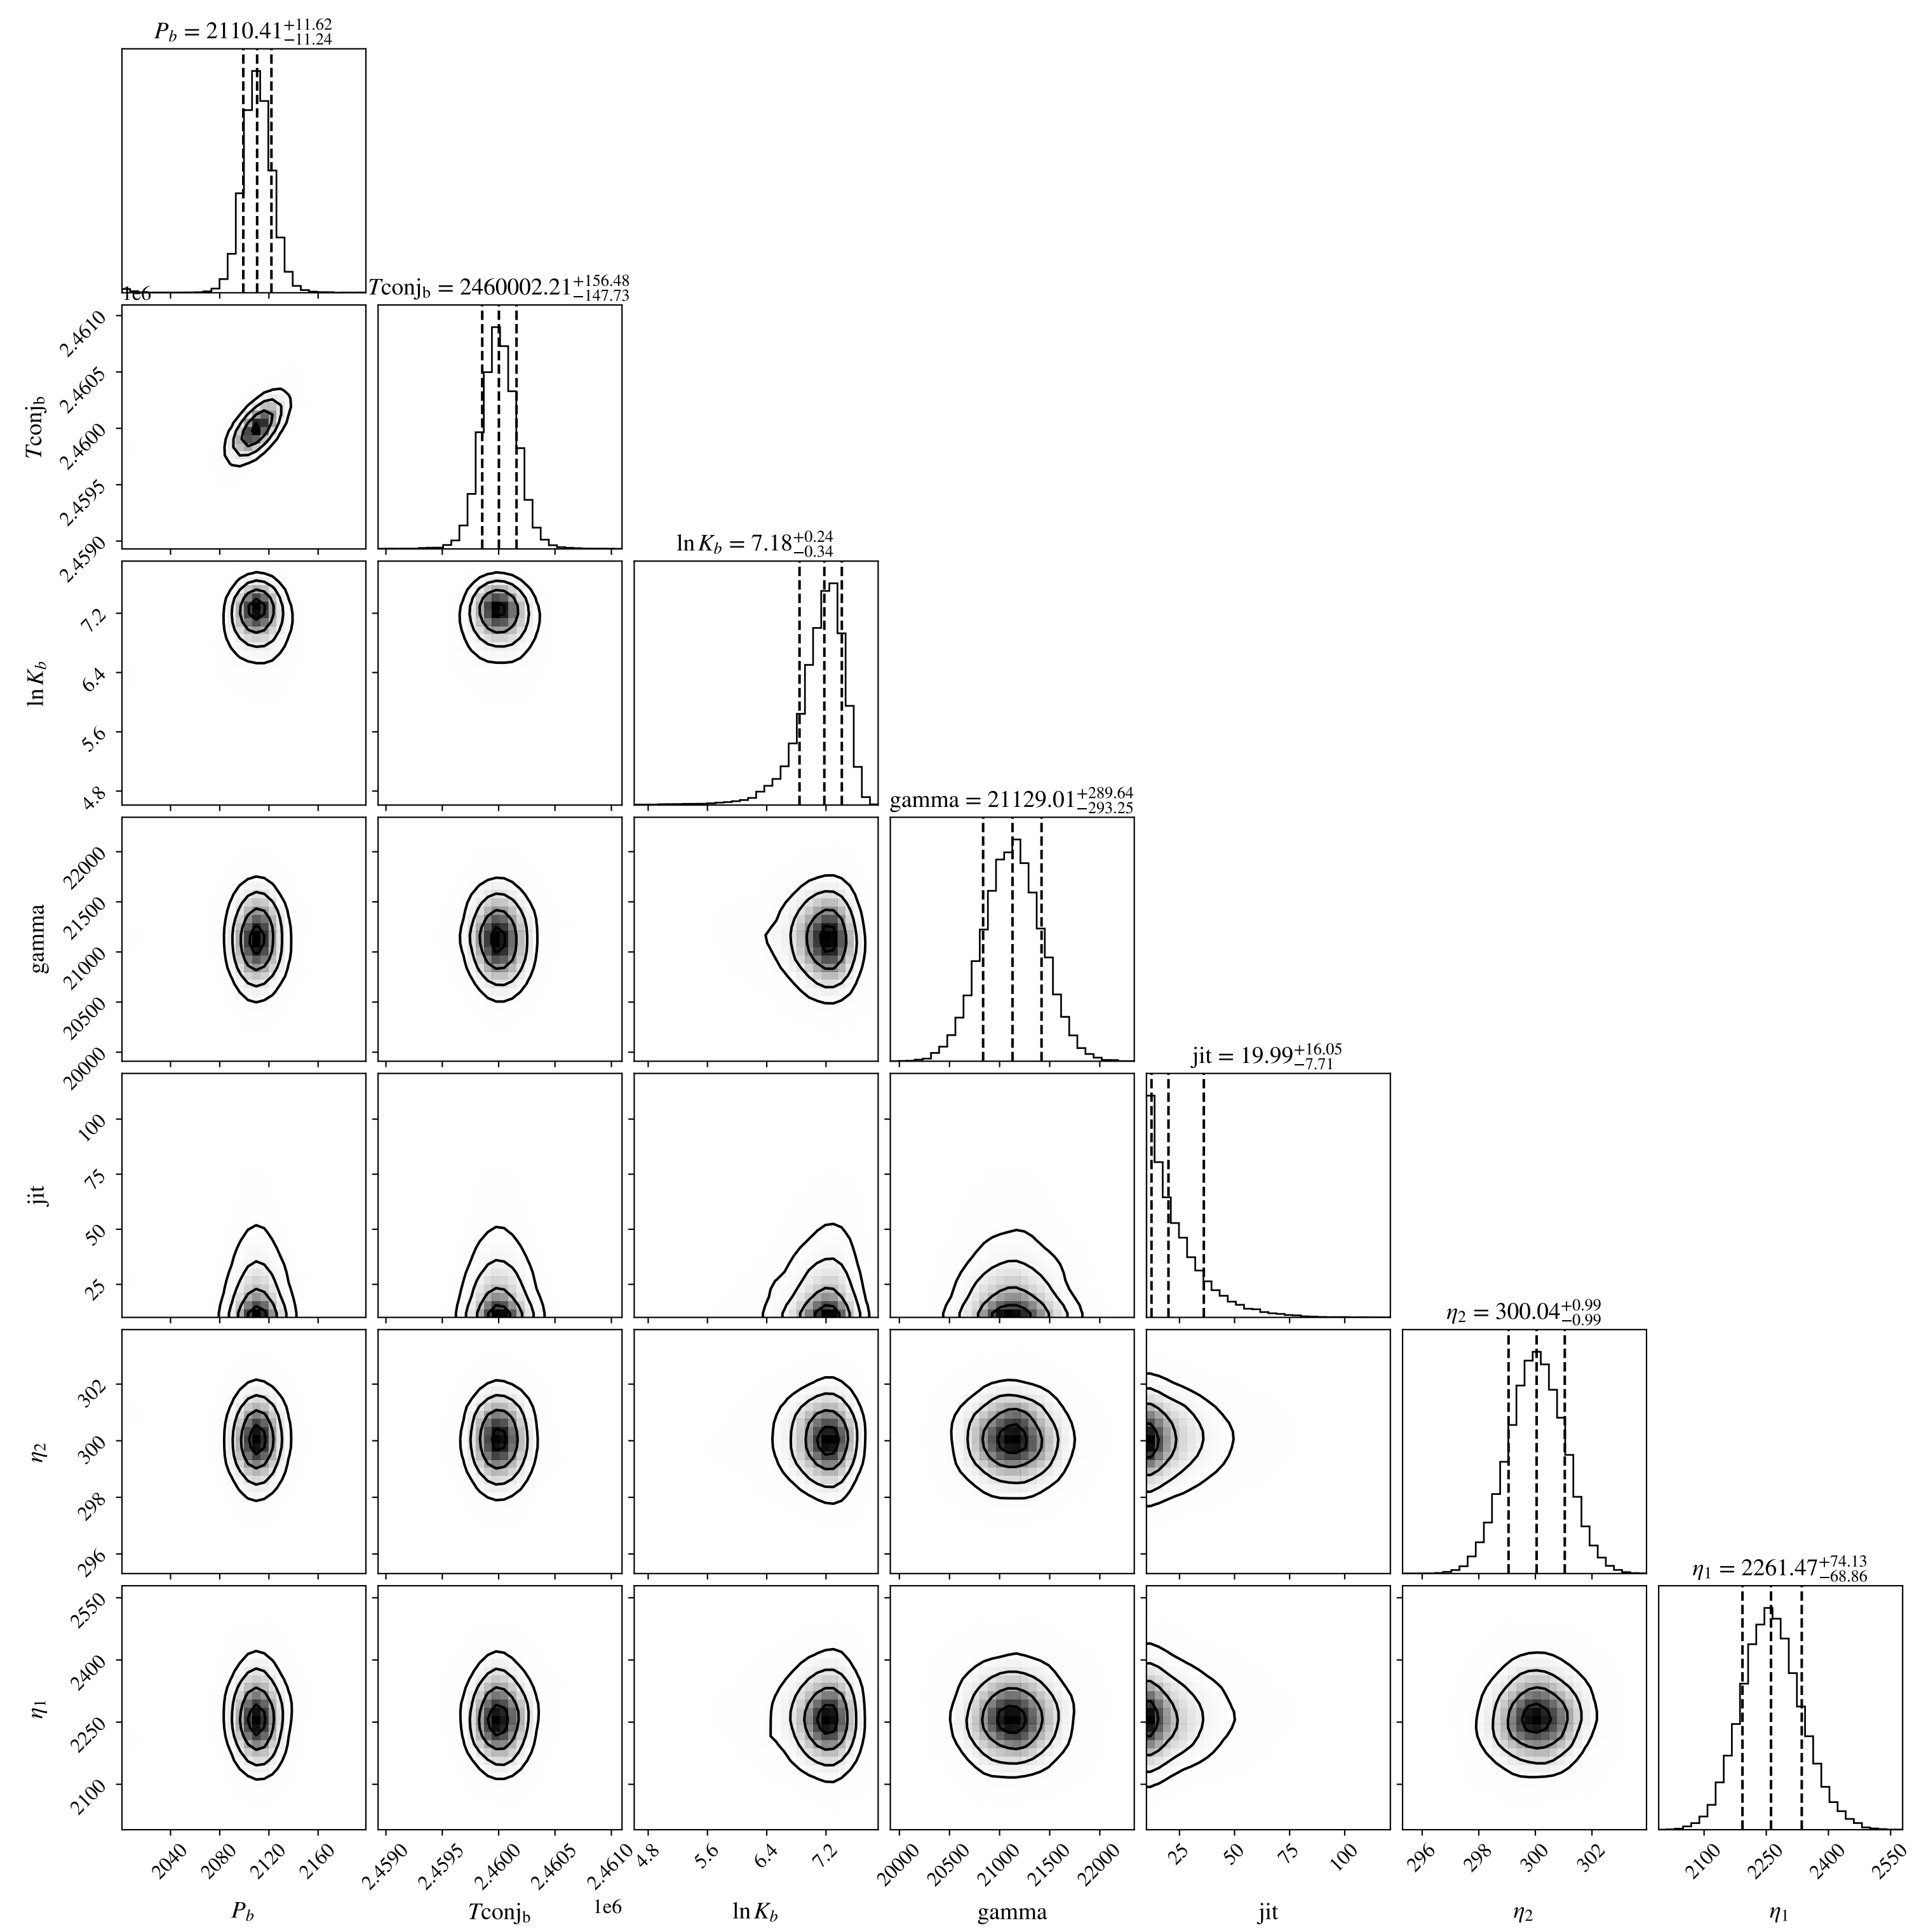 P_b = 2110.41^{+11.62}_{-11.24}
1e6
Tconj_b = 2460002.21^{+156.48}_{-147.73}
Tconj_b
2.4610
2.4605
2.4600
2.4595
2.4590
ln K_b = 7.18^{+0.24}_{-0.34}
ln K_b
7.2
6.4
5.6
4.8
gamma = 21129.01^{+289.64}_{-293.25}
gamma
22000
21500
21000
20500
20000
jit = 19.99^{+16.05}_{-7.71}
jit
100
75
50
25
η_2 = 300.04^{+0.99}_{-0.99}
η_2
302
300
298
296
η_1 = 2261.47^{+74.13}_{-68.86}
η_1
2550
2400
2250
2100
2040 2080 2120 2160 2.4590 2.4595 2.4600 2.4605 2.4610 4.8 5.6 6.4 7.2 20000 20500 21000 21500 22000 25 50 75 100 296 298 300 302 2100 2250 2400 2550
1e6
P_b Tconj_b ln K_b gamma jit η_2 η_1